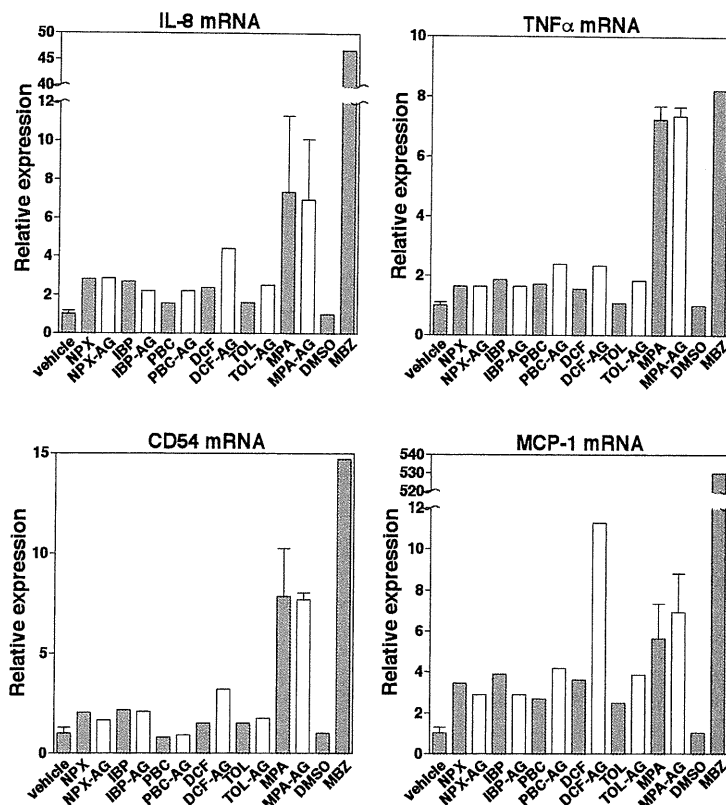 IL-8 mRNA
Relative expression
50
45
40
12
10
8
6
4
2
0
vehicle
NPX
NPX-AG
IBP
IBP-AG
PBC
PBC-AG
DCF
DCF-AG
TOL
TOL-AG
MPA
MPA-AG
DMSO
MBZ
TNFα mRNA
Relative expression
10
8
6
4
2
0
vehicle
NPX
NPX-AG
IBP
IBP-AG
PBC
PBC-AG
DCF
DCF-AG
TOL
TOL-AG
MPA
MPA-AG
DMSO
MBZ
CD54 mRNA
Relative expression
15
10
5
0
vehicle
NPX
NPX-AG
IBP
IBP-AG
PBC
PBC-AG
DCF
DCF-AG
TOL
TOL-AG
MPA
MPA-AG
DMSO
MBZ
MCP-1 mRNA
Relative expression
540
530
520
12
10
8
6
4
2
0
vehicle
NPX
NPX-AG
IBP
IBP-AG
PBC
PBC-AG
DCF
DCF-AG
TOL
TOL-AG
MPA
MPA-AG
DMSO
MBZ